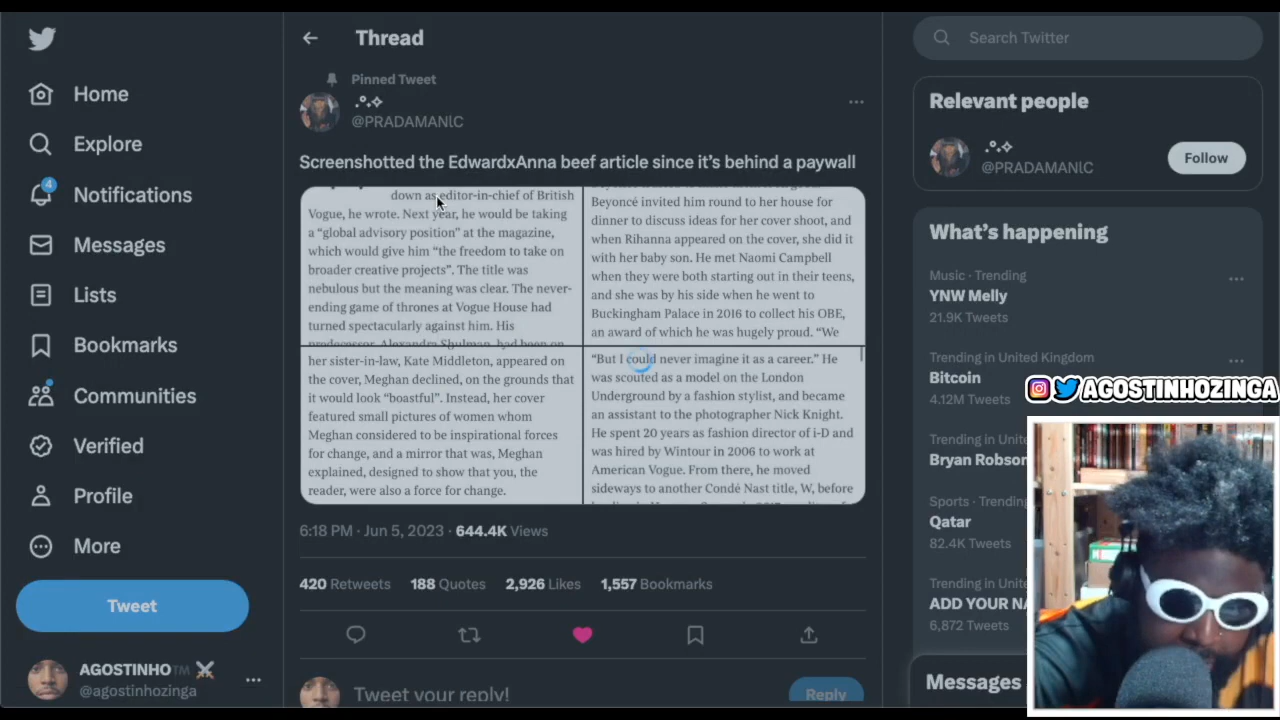 Home
Explore
4
Notifications
Messages
Lists
Bookmarks
Communities
Verified
Profile
More
Tweet
AGOSTINHO™
@agostinhozinga
Thread
Pinned Tweet
@PRADAMANIC
Screenshotted the EdwardxAnna beef article since it's behind a paywall
down as editor-in-chief of British
Vogue, he wrote. Next year, he would be taking
a “global advisory position” at the magazine,
which would give him “the freedom to take on
broader creative projects”. The title was
nebulous but the meaning was clear. The never-
ending game of thrones at Vogue House had
turned spectacularly against him. His
predecessor, Alexandra Shulman, had been on
Beyoncé invited him round to her house for
dinner to discuss ideas for her cover shoot, and
when Rihanna appeared on the cover, she did it
with her baby son. He met Naomi Campbell
when they were both starting out in their teens,
and she was by his side when he went to
Buckingham Palace in 2016 to collect his OBE,
an award of which he was hugely proud. “We
her sister-in-law, Kate Middleton, appeared on
the cover, Meghan declined, on the grounds that
it would look “boastful”. Instead, her cover
featured small pictures of women whom
Meghan considered to be inspirational forces
for change, and a mirror that was, Meghan
explained, designed to show that you, the
reader, were also a force for change.
“But I could never imagine it as a career.” He
was scouted as a model on the London
Underground by a fashion stylist, and became
an assistant to the photographer Nick Knight.
He spent 20 years as fashion director of i-D and
was hired by Wintour in 2006 to work at
American Vogue. From there, he moved
sideways to another Condé Nast title, W, before
6:18 PM · Jun 5, 2023 · 644.4K Views
420 Retweets 188 Quotes 2,926 Likes 1,557 Bookmarks
Tweet your reply!
Reply
Search Twitter
Relevant people
@PRADAMANIC
Follow
What's happening
Music · Trending
YNW Melly
21.9K Tweets
Trending in United Kingdom
Bitcoin
4.12M Tweets
Trending in Unite
Bryan Robson
Sports · Trending
Qatar
82.4K Tweets
Trending in Unite
ADD YOUR NA
6,872 Tweets
Messages
AGOSTINHOZINGA